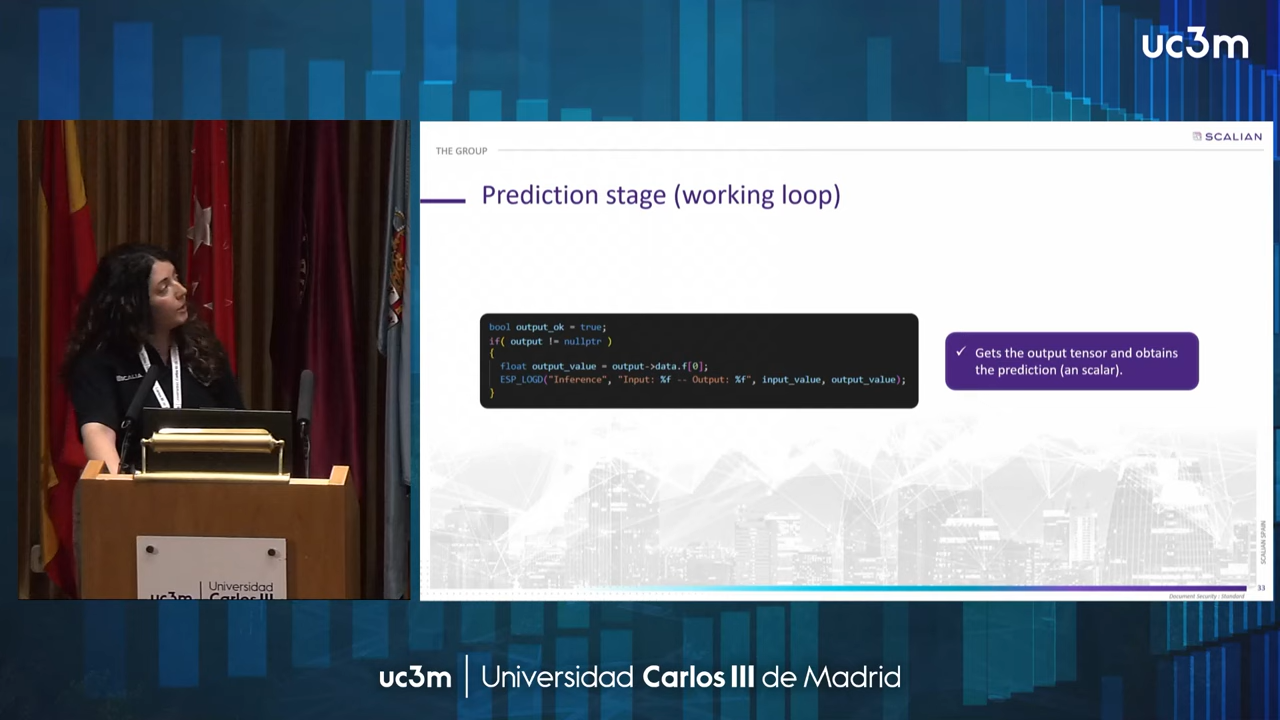 uc3m
SCALIAN
THE GROUP
Prediction stage (working loop)
bool output_ok = true;
if( output != nullptr )
{
float output_value = output->data.f[0];
ESP_LOGD("Inference", "Input: %f -- Output: %f", input_value, output_value);
}
✓ Gets the output tensor and obtains
the prediction (an scalar).
SCALIAN SPAIN
33
Document Security : Standard
SCALIAN
uc3m | Universidad
Carlos III
uc3m | Universidad Carlos III de Madrid